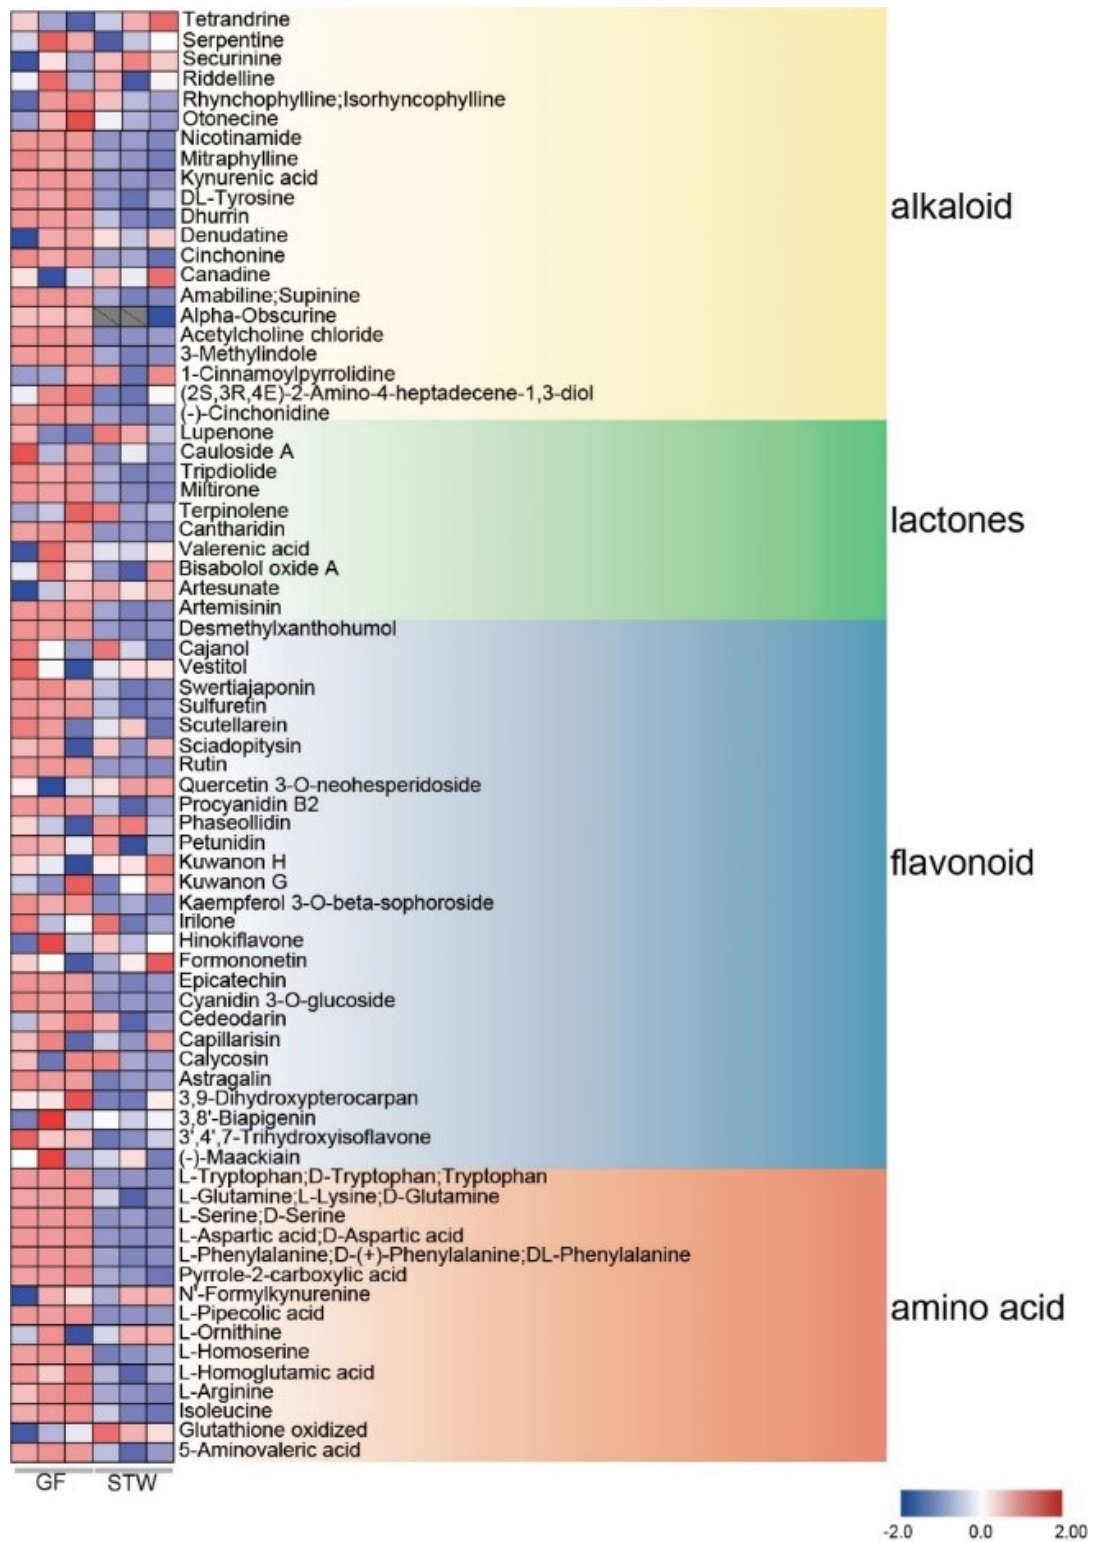 Tetrandrine
Serpentine
Securinine
Riddelline
Rhynchophylline;Isorhyncophylline
Otonecine
Nicotinamide
Mitraphylline
Kynurenic acid
DL-Tyrosine
Dhurrin
Denudatine
Cinchonine
Canadine
Amabiline;Supinine
Alpha-Obscurine
Acetylcholine chloride
3-Methylindole
1-Cinnamoylpyrrolidine
(2S,3R,4E)-2-Amino-4-heptadecene-1,3-diol
(-)-Cinchonidine
alkaloid
Lupenone
Cauloside A
Tripdiolide
Miltirone
Terpinolene
Cantharidin
Valerenic acid
Bisabolol oxide A
Artesunate
Artemisinin
lactones
Desmethylxanthohumol
Cajanol
Vestitol
Swertiajaponin
Sulfuretin
Scutellarein
Sciadopitysin
Rutin
Quercetin 3-O-neohesperidoside
Procyanidin B2
Phaseollidin
Petunidin
Kuwanon H
Kuwanon G
Kaempferol 3-O-beta-sophoroside
Irilone
Hinokiflavone
Formononetin
Epicatechin
Cyanidin 3-O-glucoside
Cedeodarin
Capillarisin
Calycosin
Astragalin
3,9-Dihydroxypterocarpan
3,8'-Biapigenin
3',4',7-Trihydroxyisoflavone
(-)-Maackiain
flavonoid
L-Tryptophan;D-Tryptophan;Tryptophan
L-Glutamine;L-Lysine;D-Glutamine
L-Serine;D-Serine
L-Aspartic acid;D-Aspartic acid
L-Phenylalanine;D-(+)-Phenylalanine;DL-Phenylalanine
Pyrrole-2-carboxylic acid
N'-Formylkynurenine
L-Pipecolic acid
L-Ornithine
L-Homoserine
L-Homoglutamic acid
L-Arginine
Isoleucine
Glutathione oxidized
5-Aminovaleric acid
amino acid
GF STW
-2.0 0.0 2.00